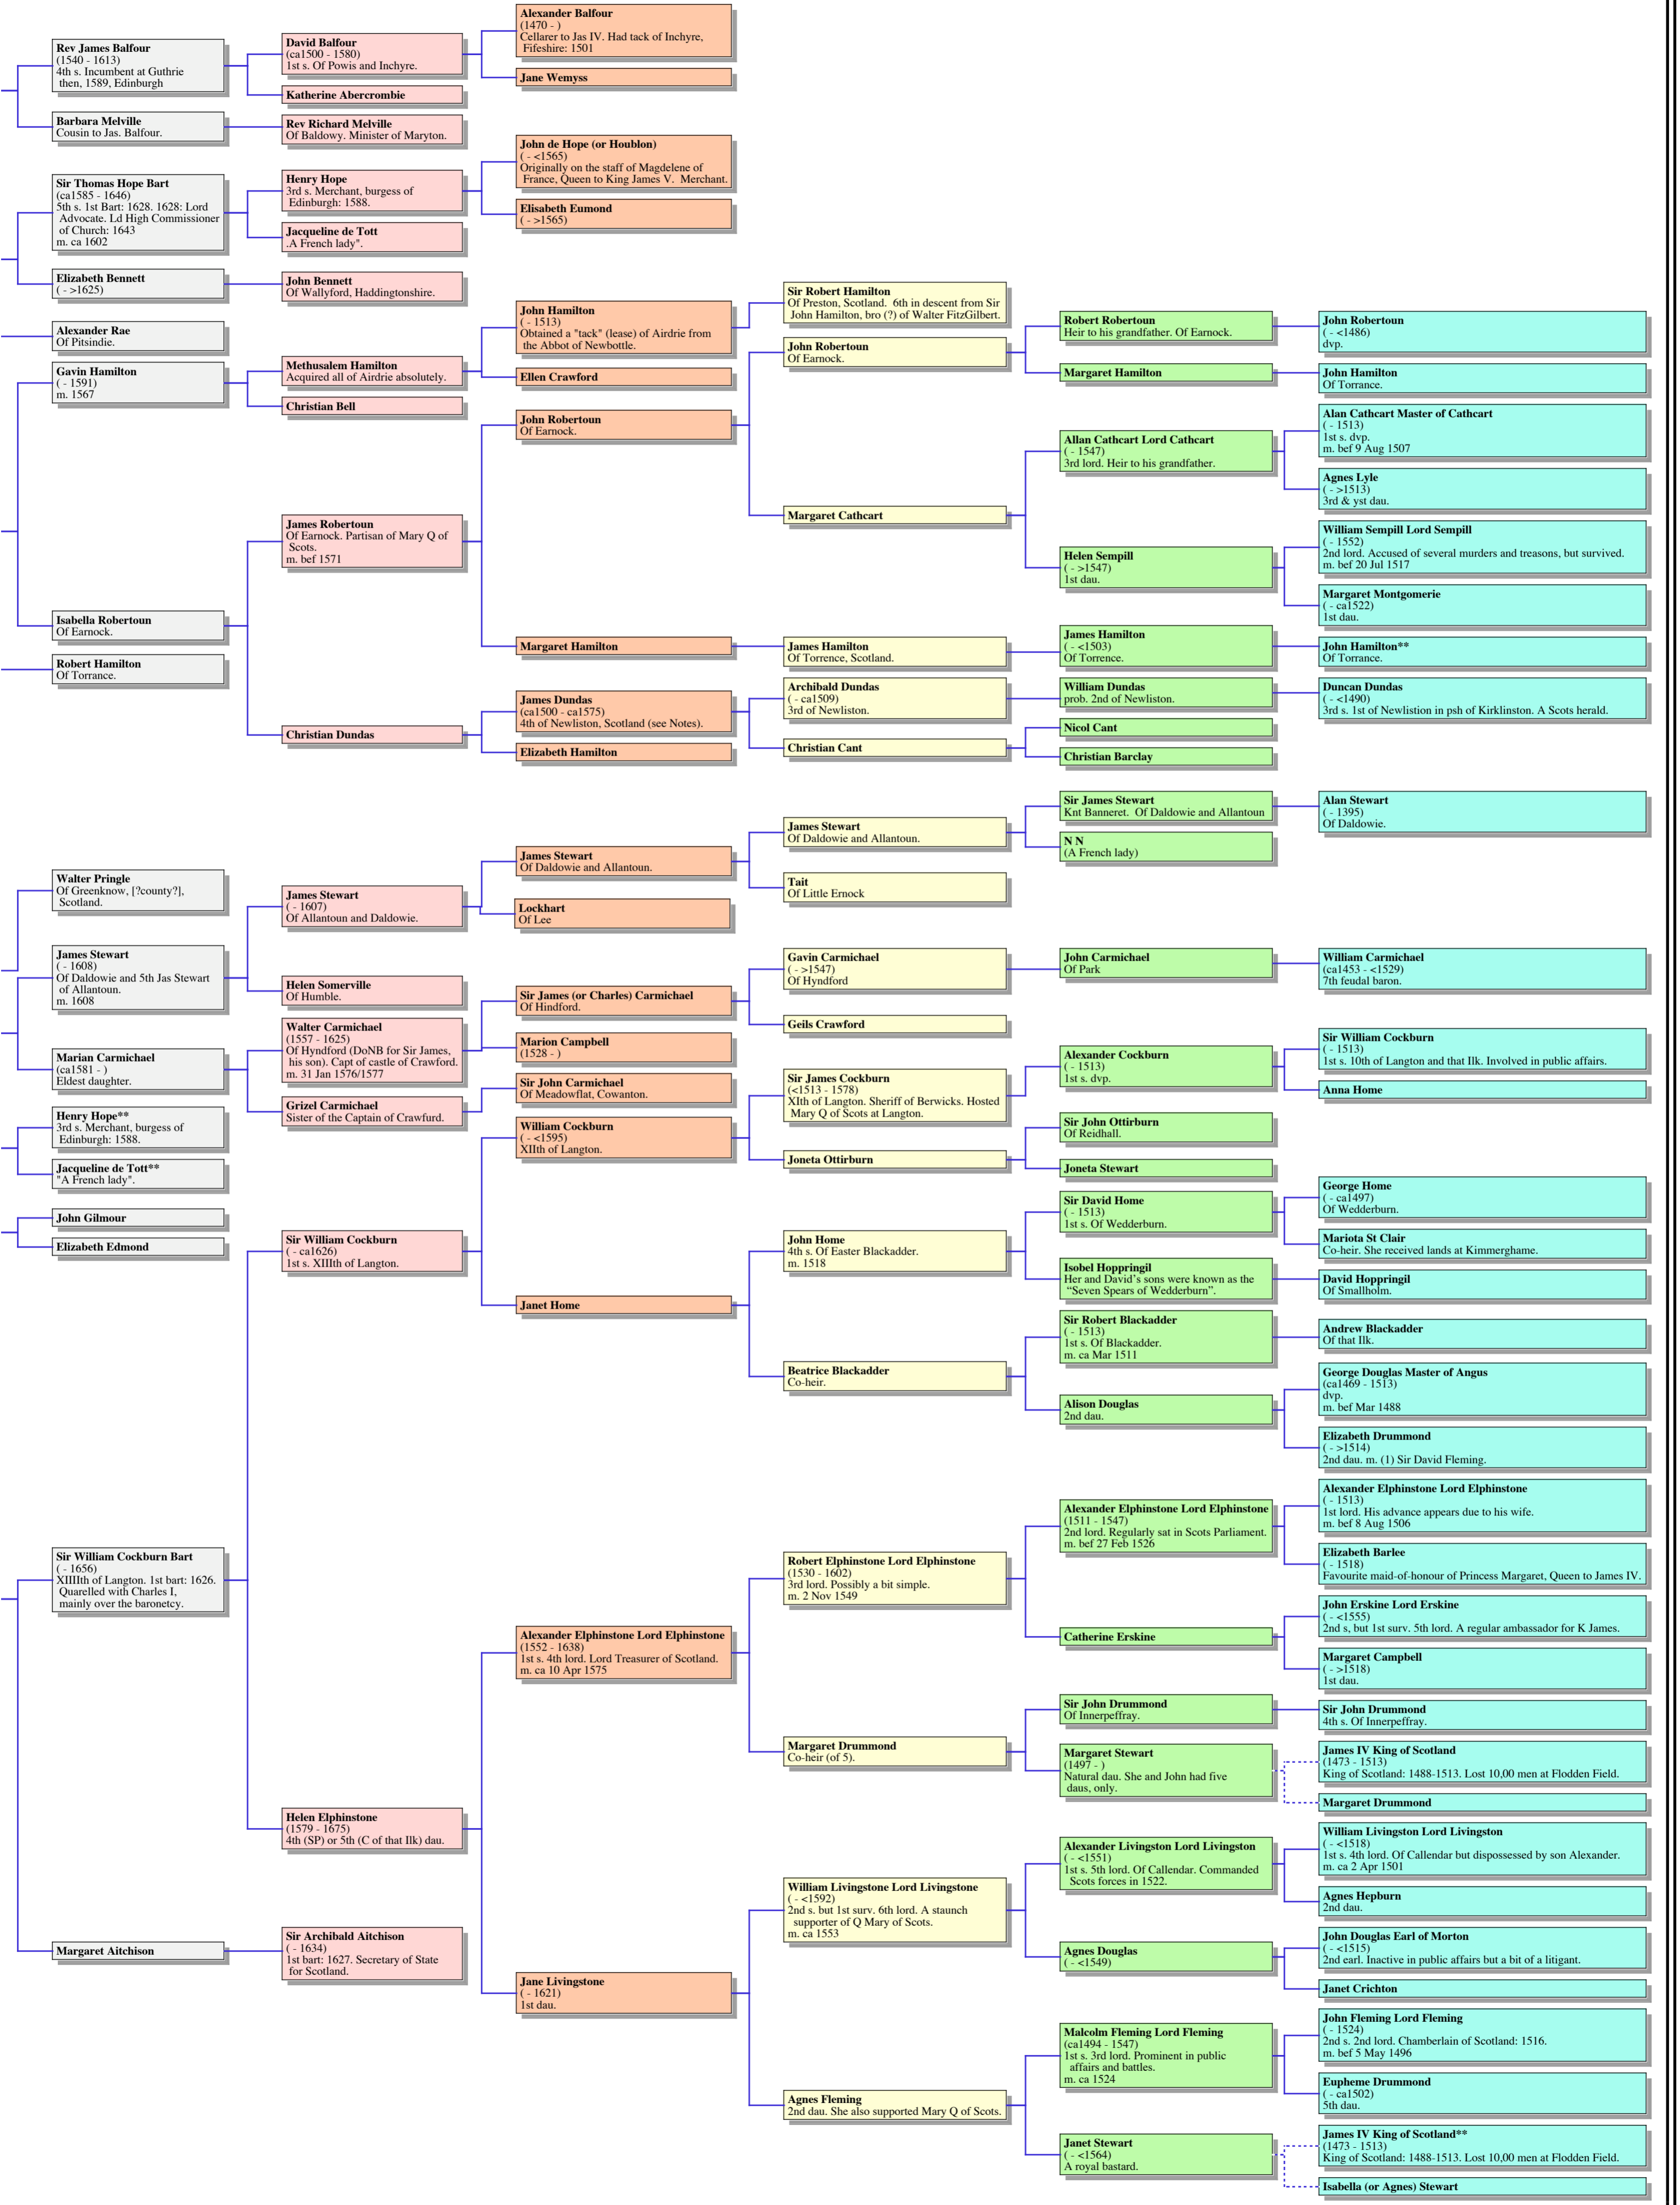 Rev James Balfour
(1540 - 1613)
4th s. Incumbent at Guthrie
then, 1589, Edinburgh
Barbara Melville
Cousin to Jas. Balfour.
Sir Thomas Hope Bart
(ca1585 - 1646)
5th s. 1st Bart: 1628. 1628: Lord
Advocate. Ld High Commissioner
of Church: 1643
m. ca 1602
Elizabeth Bennett
( - >1625)
Alexander Rae
Of Pitsindie.
Gavin Hamilton
( - 1591)
m. 1567
Isabella Robertoun
Of Earnock.
Robert Hamilton
Of Torrance.
Walter Pringle
Of Greenknow, [?county?],
Scotland.
James Stewart
( - 1608)
Of Daldowie and 5th Jas Stewart
of Allantoun.
m. 1608
Marian Carmichael
(ca1581 - )
Eldest daughter.
Henry Hope**
3rd s. Merchant, burgess of
Edinburgh: 1588.
Jacqueline de Tott**
"A French lady".
John Gilmour
Elizabeth Edmond
Sir William Cockburn Bart
( - 1656)
XIIIIth of Langton. 1st bart: 1626.
Quarelled with Charles I,
mainly over the baronetcy.
Margaret Aitchison
David Balfour
(ca1500 - 1580)
1st s. Of Powis and Inchyre.
Katherine Abercrombie
Rev Richard Melville
Of Baldowy. Minister of Maryton.
Henry Hope
3rd s. Merchant, burgess of
Edinburgh: 1588.
Jacqueline de Tott
.A French lady".
John Bennett
Of Wallyford, Haddingtonshire.
Methusalem Hamilton
Acquired all of Airdrie absolutely.
Christian Bell
James Robertoun
Of Earnock. Partisan of Mary Q of
Scots.
m. bef 1571
Christian Dundas
James Stewart
( - 1607)
Of Allantoun and Daldowie.
Helen Somerville
Of Humble.
Walter Carmichael
(1557 - 1625)
Of Hyndford (DoNB for Sir James,
his son). Capt of castle of Crawford.
m. 31 Jan 1576/1577
Grizel Carmichael
Sister of the Captain of Crawfurd.
Sir William Cockburn
( - ca1626)
1st s. XIIIth of Langton.
Helen Elphinstone
(1579 - 1675)
4th (SP) or 5th (C of that Ilk) dau.
Sir Archibald Aitchison
( - 1634)
1st bart: 1627. Secretary of State
for Scotland.
Alexander Balfour
(1470 - )
Cellarer to Jas IV. Had tack of Inchyre,
Fifeshire: 1501
Jane Wemyss
John de Hope (or Houblon)
( - <1565)
Originally on the staff of Magdelene of
France, Queen to King James V.  Merchant.
Elisabeth Eumond
( - >1565)
John Hamilton
( - 1513)
Obtained a "tack" (lease) of Airdrie from
the Abbot of Newbottle.
Ellen Crawford
John Robertoun
Of Earnock.
Margaret Hamilton
James Dundas
(ca1500 - ca1575)
4th of Newliston, Scotland (see Notes).
Elizabeth Hamilton
James Stewart
Of Daldowie and Allantoun.
Lockhart
Of Lee
Sir James (or Charles) Carmichael
Of Hindford.
Marion Campbell
(1528 - )
Sir John Carmichael
Of Meadowflat, Cowanton.
William Cockburn
( - <1595)
XIIth of Langton.
Janet Home
Alexander Elphinstone Lord Elphinstone
(1552 - 1638)
1st s. 4th lord. Lord Treasurer of Scotland.
m. ca 10 Apr 1575
Jane Livingstone
( - 1621)
1st dau.
Sir Robert Hamilton
Of Preston, Scotland.  6th in descent from Sir
John Hamilton, bro (?) of Walter FitzGilbert.
John Robertoun
Of Earnock.
Margaret Cathcart
James Hamilton
Of Torrence, Scotland.
Archibald Dundas
( - ca1509)
3rd of Newliston.
Christian Cant
James Stewart
Of Daldowie and Allantoun.
Tait
Of Little Ernock
Gavin Carmichael
( - >1547)
Of Hyndford
Geils Crawford
Sir James Cockburn
(<1513 - 1578)
XIth of Langton. Sheriff of Berwicks. Hosted
Mary Q of Scots at Langton.
Joneta Ottirburn
John Home
4th s. Of Easter Blackadder.
m. 1518
Beatrice Blackadder
Co-heir.
Robert Elphinstone Lord Elphinstone
(1530 - 1602)
3rd lord. Possibly a bit simple.
m. 2 Nov 1549
Margaret Drummond
Co-heir (of 5).
William Livingstone Lord Livingstone
( - <1592)
2nd s. but 1st surv. 6th lord. A staunch
supporter of Q Mary of Scots.
m. ca 1553
Agnes Fleming
2nd dau. She also supported Mary Q of Scots.
Robert Robertoun
Heir to his grandfather. Of Earnock.
Margaret Hamilton
Allan Cathcart Lord Cathcart
( - 1547)
3rd lord. Heir to his grandfather.
Helen Sempill
( - >1547)
1st dau.
James Hamilton
( - <1503)
Of Torrence.
William Dundas
prob. 2nd of Newliston.
Nicol Cant
Christian Barclay
Sir James Stewart
Knt Banneret.  Of Daldowie and Allantoun
N N
(A French lady)
John Carmichael
Of Park
Alexander Cockburn
( - 1513)
1st s. dvp.
Sir John Ottirburn
Of Reidhall.
Joneta Stewart
Sir David Home
( - 1513)
1st s. Of Wedderburn.
Isobel Hoppringil
Her and David's sons were known as the
“Seven Spears of Wedderburn”.
Sir Robert Blackadder
( - 1513)
1st s. Of Blackadder.
m. ca Mar 1511
Alison Douglas
2nd dau.
Alexander Elphinstone Lord Elphinstone
(1511 - 1547)
2nd lord. Regularly sat in Scots Parliament.
m. bef 27 Feb 1526
Catherine Erskine
Sir John Drummond
Of Innerpeffray.
Margaret Stewart
(1497 - )
Natural dau. She and John had five
daus, only.
Alexander Livingston Lord Livingston
( - <1551)
1st s. 5th lord. Of Callendar. Commanded
Scots forces in 1522.
Agnes Douglas
( - <1549)
Malcolm Fleming Lord Fleming
(ca1494 - 1547)
1st s. 3rd lord. Prominent in public
affairs and battles.
m. ca 1524
Janet Stewart
( - <1564)
A royal bastard.
John Robertoun
( - <1486)
dvp.
John Hamilton
Of Torrance.
Alan Cathcart Master of Cathcart
( - 1513)
1st s. dvp.
m. bef 9 Aug 1507
Agnes Lyle
( - >1513)
3rd & yst dau.
William Sempill Lord Sempill
( - 1552)
2nd lord. Accused of several murders and treasons, but survived.
m. bef 20 Jul 1517
Margaret Montgomerie
( - ca1522)
1st dau.
John Hamilton**
Of Torrance.
Duncan Dundas
( - <1490)
3rd s. 1st of Newlistion in psh of Kirklinston. A Scots herald.
Alan Stewart
( - 1395)
Of Daldowie.
William Carmichael
(ca1453 - <1529)
7th feudal baron.
Sir William Cockburn
( - 1513)
1st s. 10th of Langton and that Ilk. Involved in public affairs.
Anna Home
George Home
( - ca1497)
Of Wedderburn.
Mariota St Clair
Co-heir. She received lands at Kimmerghame.
David Hoppringil
Of Smallholm.
Andrew Blackadder
Of that Ilk.
George Douglas Master of Angus
(ca1469 - 1513)
dvp.
m. bef Mar 1488
Elizabeth Drummond
( - >1514)
2nd dau. m. (1) Sir David Fleming.
Alexander Elphinstone Lord Elphinstone
( - 1513)
1st lord. His advance appears due to his wife.
m. bef 8 Aug 1506
Elizabeth Barlee
( - 1518)
Favourite maid-of-honour of Princess Margaret, Queen to James IV.
John Erskine Lord Erskine
( - <1555)
2nd s, but 1st surv. 5th lord. A regular ambassador for K James.
Margaret Campbell
( - >1518)
1st dau.
Sir John Drummond
4th s. Of Innerpeffray.
James IV King of Scotland
(1473 - 1513)
King of Scotland: 1488-1513. Lost 10,00 men at Flodden Field.
Margaret Drummond
William Livingston Lord Livingston
( - <1518)
1st s. 4th lord. Of Callendar but dispossessed by son Alexander.
m. ca 2 Apr 1501
Agnes Hepburn
2nd dau.
John Douglas Earl of Morton
( - <1515)
2nd earl. Inactive in public affairs but a bit of a litigant.
Janet Crichton
John Fleming Lord Fleming
( - 1524)
2nd s. 2nd lord. Chamberlain of Scotland: 1516.
m. bef 5 May 1496
Eupheme Drummond
( - ca1502)
5th dau.
James IV King of Scotland**
(1473 - 1513)
King of Scotland: 1488-1513. Lost 10,00 men at Flodden Field.
Isabella (or Agnes) Stewart